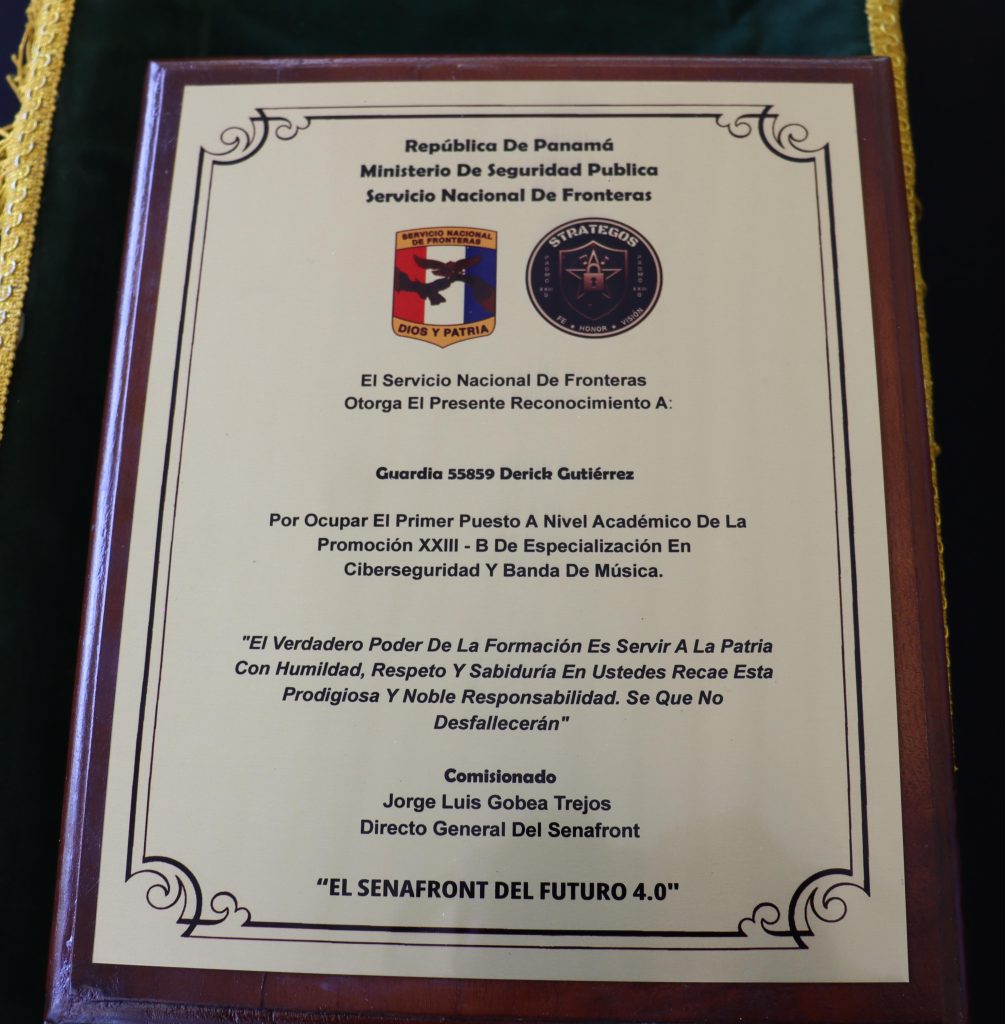 República De Panamá
Ministerio De Seguridad Publica
Servicio Nacional De Fronteras
SERVICIO NACIONAL
DE FRONTERAS
DIOS Y PATRIA
STRATEGOS
XXIII
XXIII
FE ★ HONOR ★ VISIÓN
El Servicio Nacional De Fronteras
Otorga El Presente Reconocimiento A:
Guardia 55859 Derick Gutiérrez
Por Ocupar El Primer Puesto A Nivel Académico De La
Promoción XXIII - B De Especialización En
Ciberseguridad Y Banda De Música.
"El Verdadero Poder De La Formación Es Servir A La Patria
Con Humildad, Respeto Y Sabiduría En Ustedes Recae Esta
Prodigiosa Y Noble Responsabilidad. Se Que No
Desfallecerán"
Comisionado
Jorge Luis Gobea Trejos
Directo General Del Senafront
“EL SENAFRONT DEL FUTURO 4.0"